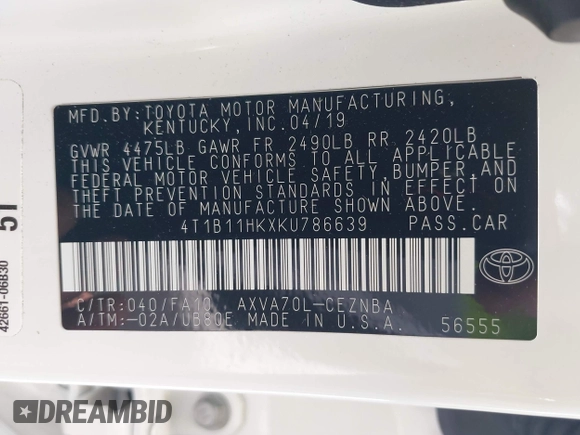 MFD.BY:TOYOTA MOTOR MANUFACTURING,
KENTUCKY,INC.04/19
GVWR 4475LB GAWR FR 2490LB RR 2420LB
THIS VEHICLE CONFORMS TO ALL APPLICABLE
FEDERAL MOTOR VEHICLE SAFETY,BUMPER,AND
THEFT PREVENTION STANDARDS IN EFFECT ON
THE DATE OF MANUFACTURE SHOWN ABOVE.
4T1B11HKXKU786639 PASS.CAR
C/TR:040/FA10 AXVA70L-CEZNBA
A/TM:-02A/UB80E MADE IN U.S.A. 56555
TOYOTA
42661-06B30
51
DREAMBID